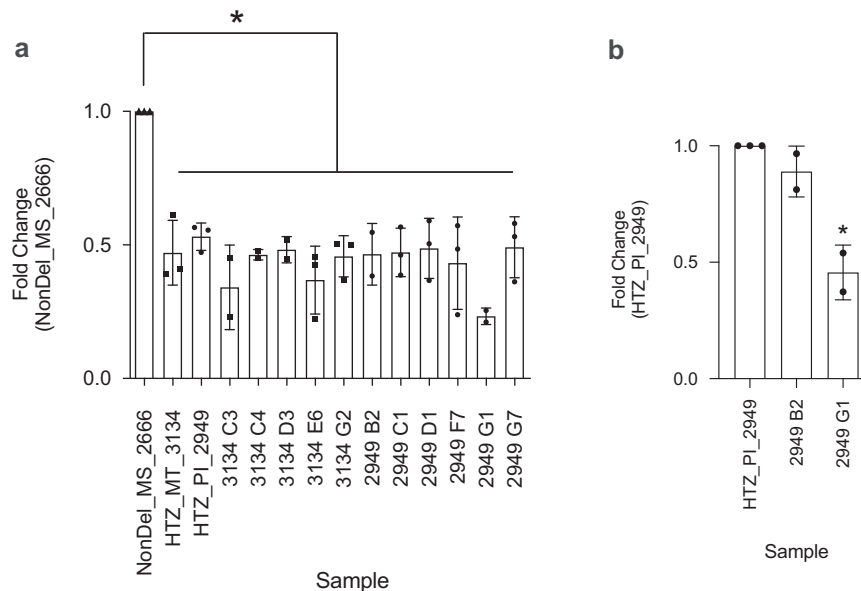 a
*
Fold Change
(NonDel_MS_2666)
1.0
0.5
0.0
NonDel_MS_2666
HTZ_MT_3134
HTZ_PI_2949
3134 C3
3134 C4
3134 D3
3134 E6
3134 G2
2949 B2
2949 C1
2949 D1
2949 F7
2949 G1
2949 G7
Sample
b
Fold Change
(HTZ_PI_2949)
1.0
0.5
0.0
*
HTZ_PI_2949
2949 B2
2949 G1
Sample